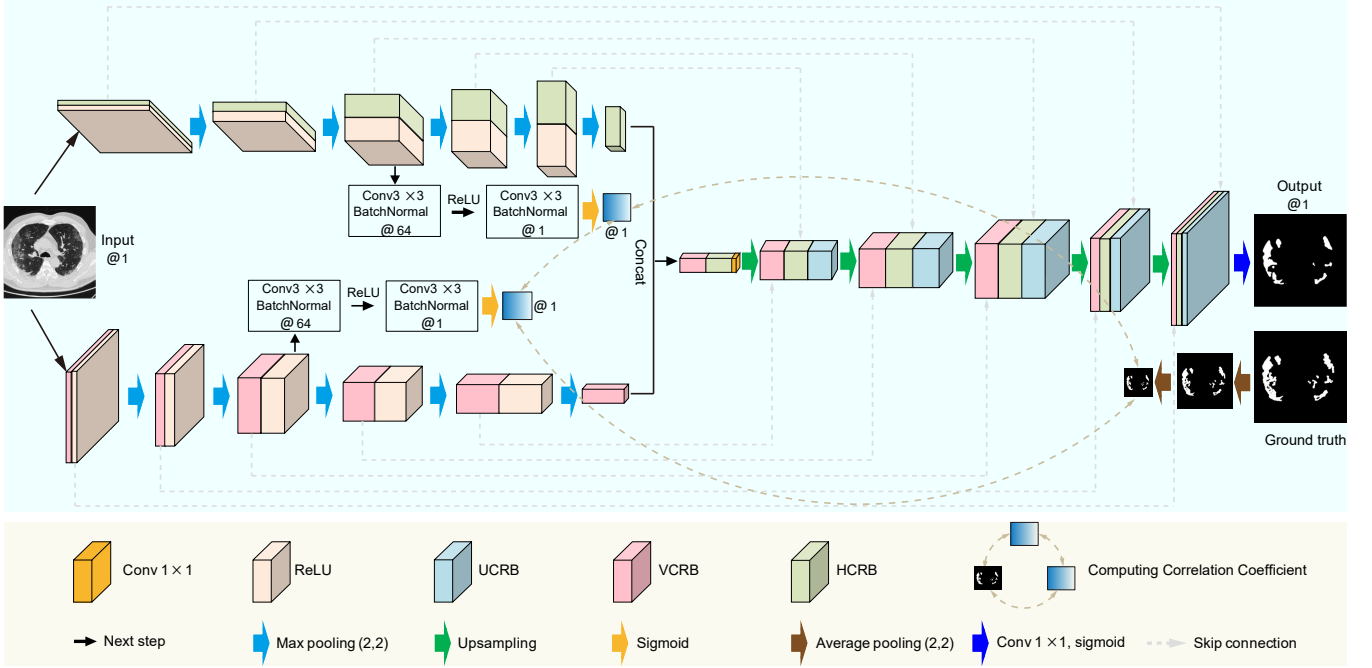 Input
@1
Conv3 ×3
BatchNormal
@ 64
ReLU
Conv3 ×3
BatchNormal
@ 1
@ 1
Conv3 ×3
BatchNormal
@ 64
ReLU
Conv3 ×3
BatchNormal
@1
@ 1
Concat
Output
@1
Ground truth
Conv 1×1
ReLU
UCRB
VCRB
HCRB
Computing Correlation Coefficient
Next step
Max pooling (2,2)
Upsampling
Sigmoid
Average pooling (2,2)
Conv 1×1, sigmoid
Skip connection